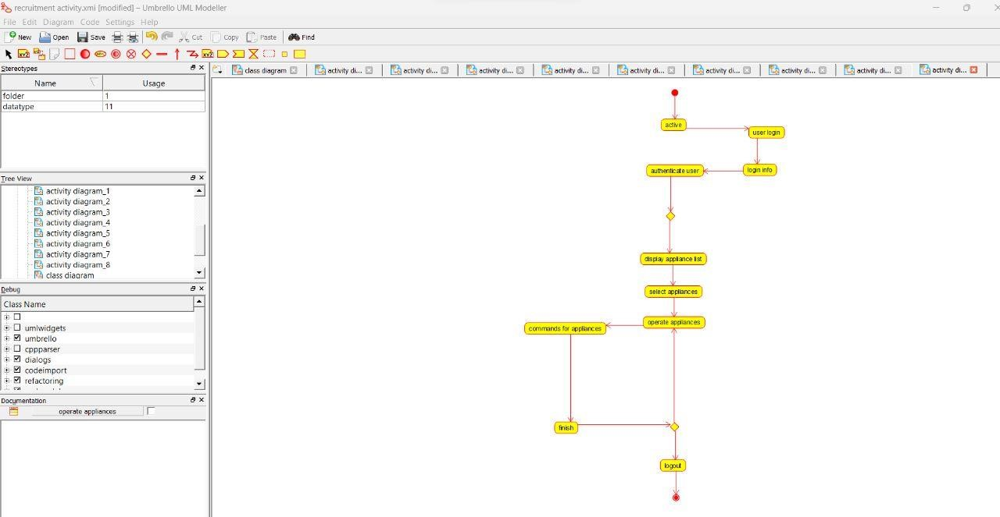 recruitment activity.xmi [modified] – Umbrello UML Modeller
File Edit Diagram Code Settings Help
New Open Save Cut Copy Paste Find
Stereotypes
Name Usage
folder 1
datatype 11
Tree View
activity diagram_1
activity diagram_2
activity diagram_3
activity diagram_4
activity diagram_5
activity diagram_6
activity diagram_7
activity diagram_8
class diagram
Debug
Class Name
umlwidgets
umbrello
cppparser
dialogs
codeimport
refactoring
Documentation
operate appliances
class diagram activity di... activity di... activity di... activity di... activity di... activity di... activity di... activity di... activity di...
active
user login
login info
authenticate user
display appliance list
select appliances
operate appliances
commands for appliances
finish
logout